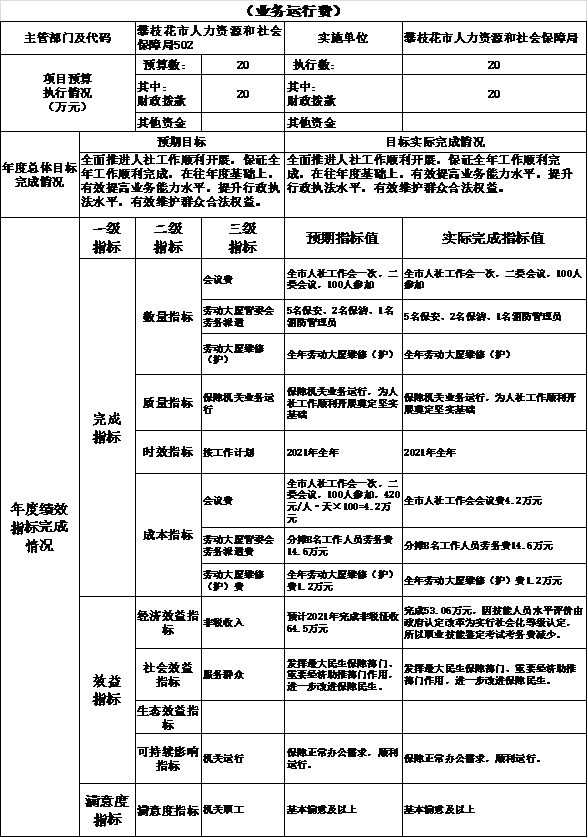 （业务运行费）
主管部门及代码
攀枝花市人力资源和社会
保障局502
实施单位
攀枝花市人力资源和社会保障局
项目预算
执行情况
（万元）
预算数：
20
执行数：
20
其中：
财政拨款
20
其中：
财政拨款
20
其他资金
其他资金
年度总体目标
完成情况
预期目标
目标实际完成情况
全面推进人社工作顺利开展，保证全
年工作顺利完成，在往年度基础上，
有效提高业务能力水平，提升行政执
法水平，有效维护群众合法权益。
全面推进人社工作顺利开展，保证全年工作顺利完
成，在往年度基础上，有效提高业务能力水平，提升
行政执法水平，有效维护群众合法权益。
年度绩效
指标完成
情况
一级
指标
二级
指标
三级
指标
预期指标值
实际完成指标值
完成
指标
数量指标
会议费
全市人社工作会一次，二
委会议，100人参加
全市人社工作会一次，二委会议，100人
参加
劳动大厦管委会
劳务派遣
5名保安、2名保洁、1名
消防管理员
5名保安、2名保洁、1名消防管理员
劳动大厦维修
（护）
全年劳动大厦维修（护）
全年劳动大厦维修（护）
质量指标
保障机关业务运
行
保障机关业务运行，为人
社工作顺利开展奠定坚实
基础
保障机关业务运行，为人社工作顺利开
展奠定坚实基础
时效指标
按工作计划
2021年全年
2021年全年
成本指标
会议费
全市人社工作会一次，二
委会议，100人参加，420
元/人·天×100=4.2万
元
全市人社工作会会议费4.2万元
劳动大厦管委会
劳务派遣费
分摊8名工作人员劳务费
14.6万元
分摊8名工作人员劳务费14.6万元
劳动大厦维修
（护）费
全年劳动大厦维修（护）
费1.2万元
全年劳动大厦维修（护）费1.2万元
效益
指标
经济效益指
标
非税收入
预计2021年完成非税征收
64.5万元
完成53.06万元，因技能人员水平评价由
政府认定改革为实行社会化等级认定，
所以职业技能鉴定考试考务费减少。
社会效益
指标
服务群众
发挥最大民生保障部门、
重要经济助推部门作用，
进一步改进保障民生。
发挥最大民生保障部门、重要经济助推
部门作用，进一步改进保障民生。
生态效益指
标
可持续影响
指标
机关运行
保障正常办公需求，顺利
运行。
保障正常办公需求，顺利运行。
满意度
指标
满意度指标
机关职工
基本满意及以上
基本满意及以上